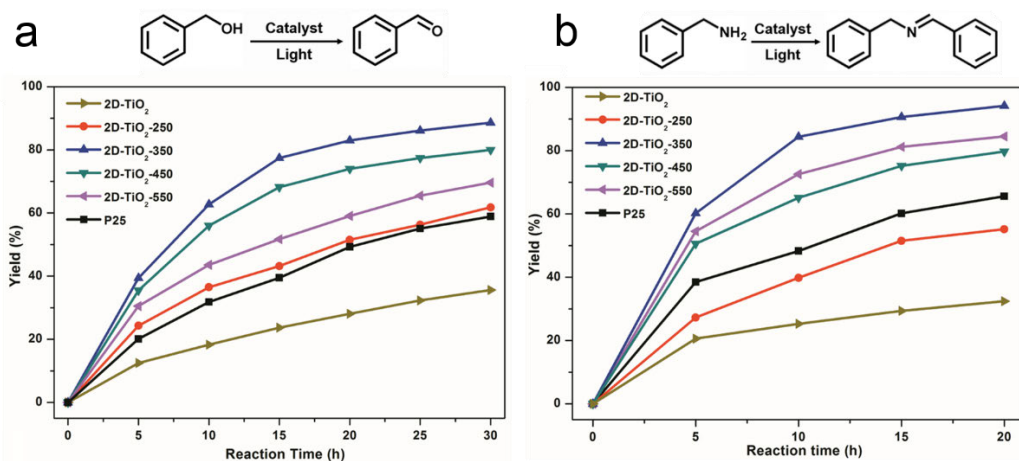 a
OH
Catalyst
Light
O
Yield (%)
100
80
60
40
20
0
2D-TiO₂
2D-TiO₂-250
2D-TiO₂-350
2D-TiO₂-450
2D-TiO₂-550
P25
0 5 10 15 20 25 30
Reaction Time (h)
b
NH₂
Catalyst
Light
N
Yield (%)
100
80
60
40
20
0
2D-TiO₂
2D-TiO₂-250
2D-TiO₂-350
2D-TiO₂-450
2D-TiO₂-550
P25
0 5 10 15 20
Reaction Time (h)